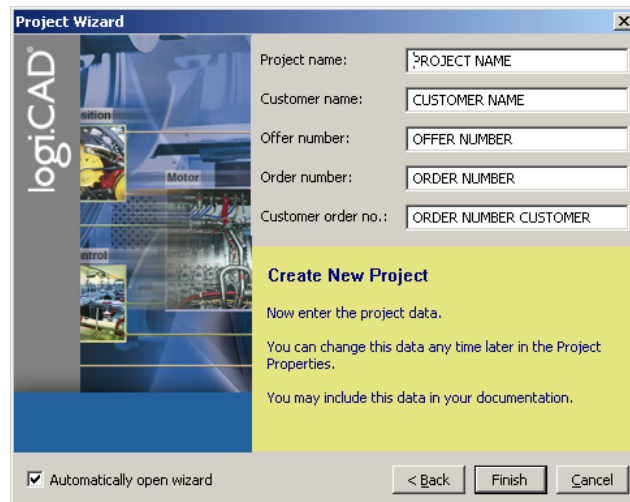 Project Wizard
logi.CAD
Motor
Project name:
PROJECT NAME
Customer name:
CUSTOMER NAME
Offer number:
OFFER NUMBER
Order number:
ORDER NUMBER
Customer order no.:
ORDER NUMBER CUSTOMER
Create New Project
Now enter the project data.
You can change this data any time later in the Project
Properties.
You may include this data in your documentation.
Automatically open wizard
< Back
Finish
Cancel